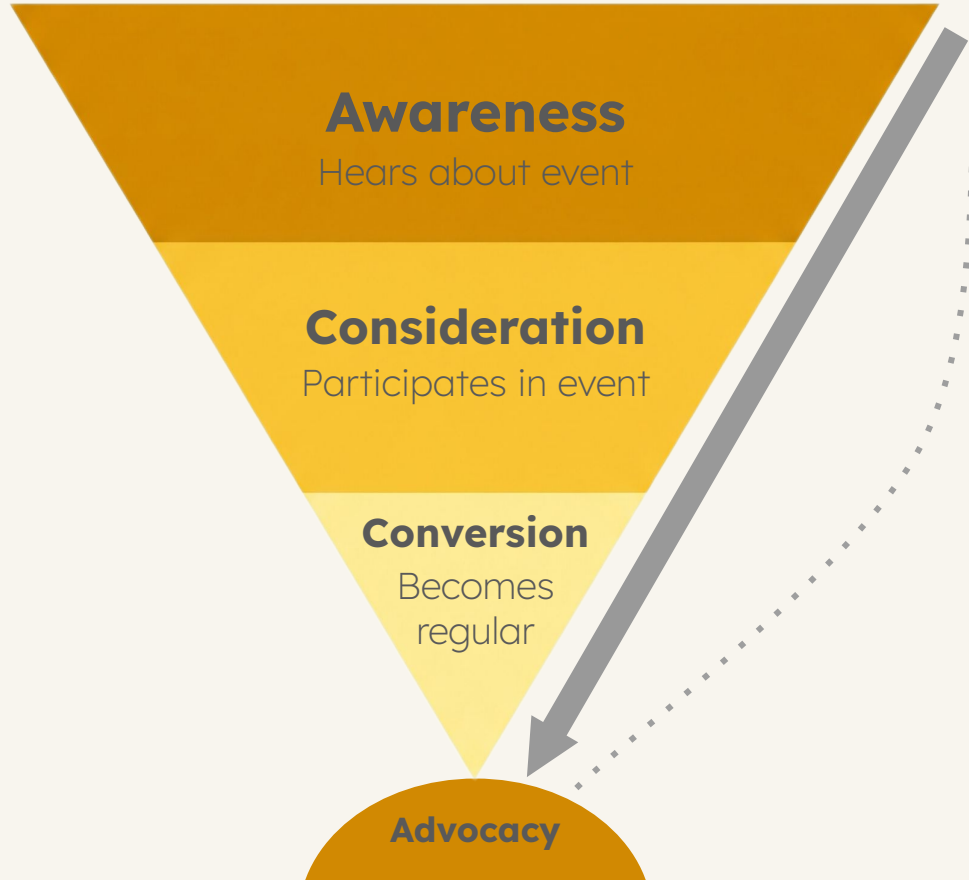 Awareness
Hears about event
Consideration
Participates in event
Conversion
Becomes
regular
Advocacy